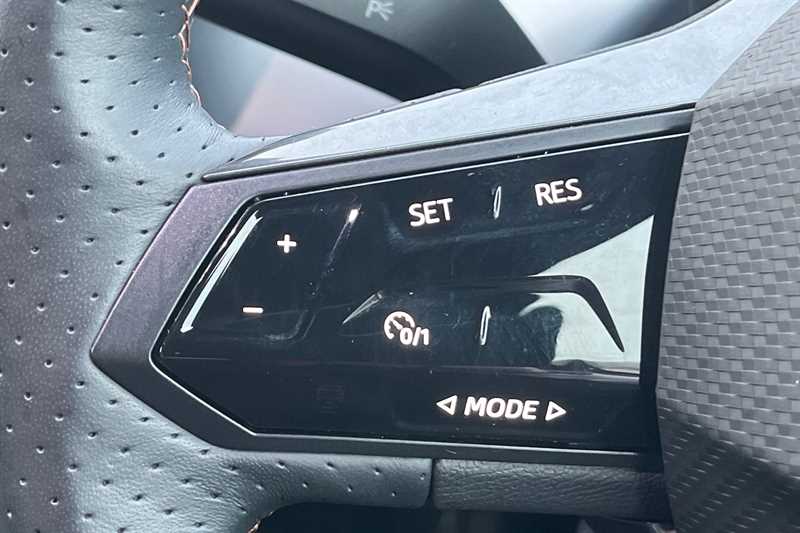 SET RES
+
-
0/1
MODE